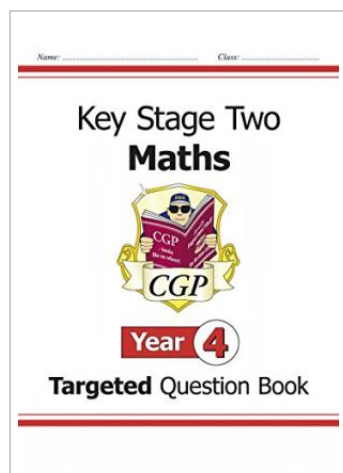 Name: ........................ Class: ........................
Key Stage Two
Maths
CGP
CGP
Year 4
Targeted Question Book